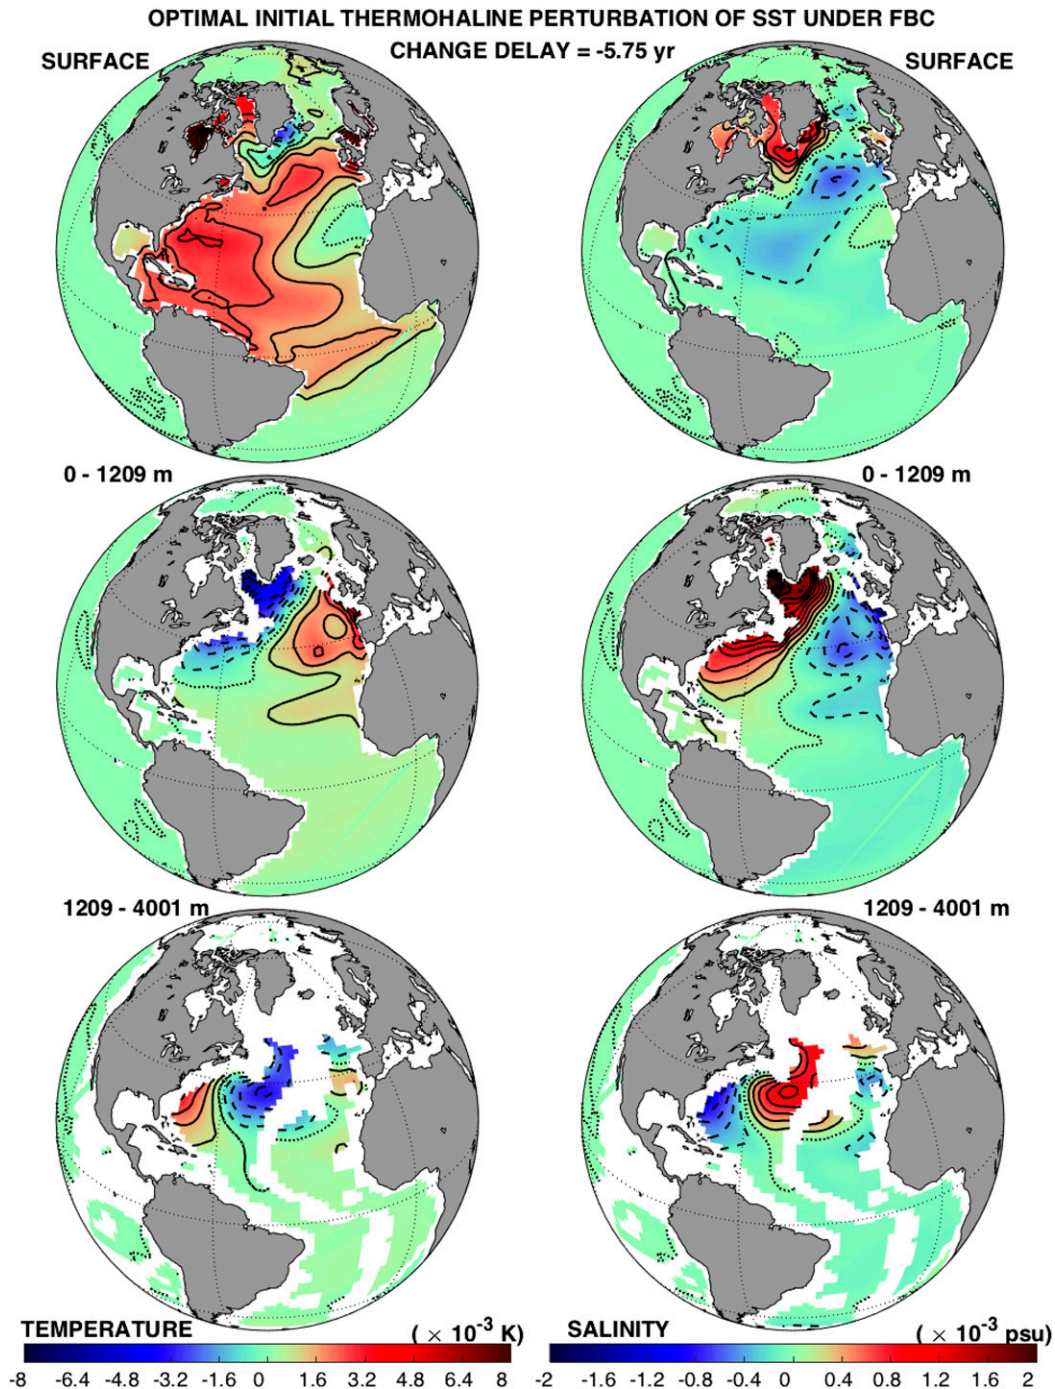 OPTIMAL INITIAL THERMOHALINE PERTURBATION OF SST UNDER FBC
CHANGE DELAY = -5.75 yr
SURFACE
SURFACE
0 - 1209 m
0 - 1209 m
1209 - 4001 m
1209 - 4001 m
TEMPERATURE
( × 10⁻³ K)
SALINITY
( × 10⁻³ psu)
-8 -6.4 -4.8 -3.2 -1.6 0 1.6 3.2 4.8 6.4 8
-2 -1.6 -1.2 -0.8 -0.4 0 0.4 0.8 1.2 1.6 2